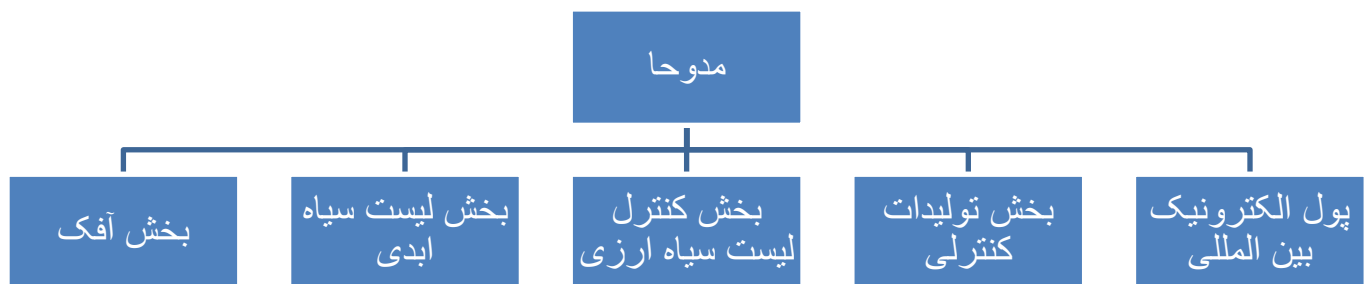 مدوحا
پول الکترونیک
بین المللی
بخش تولیدات
کنترلی
بخش کنترل
لیست سیاه ارزی
بخش لیست سیاه
ابدی
بخش آفک